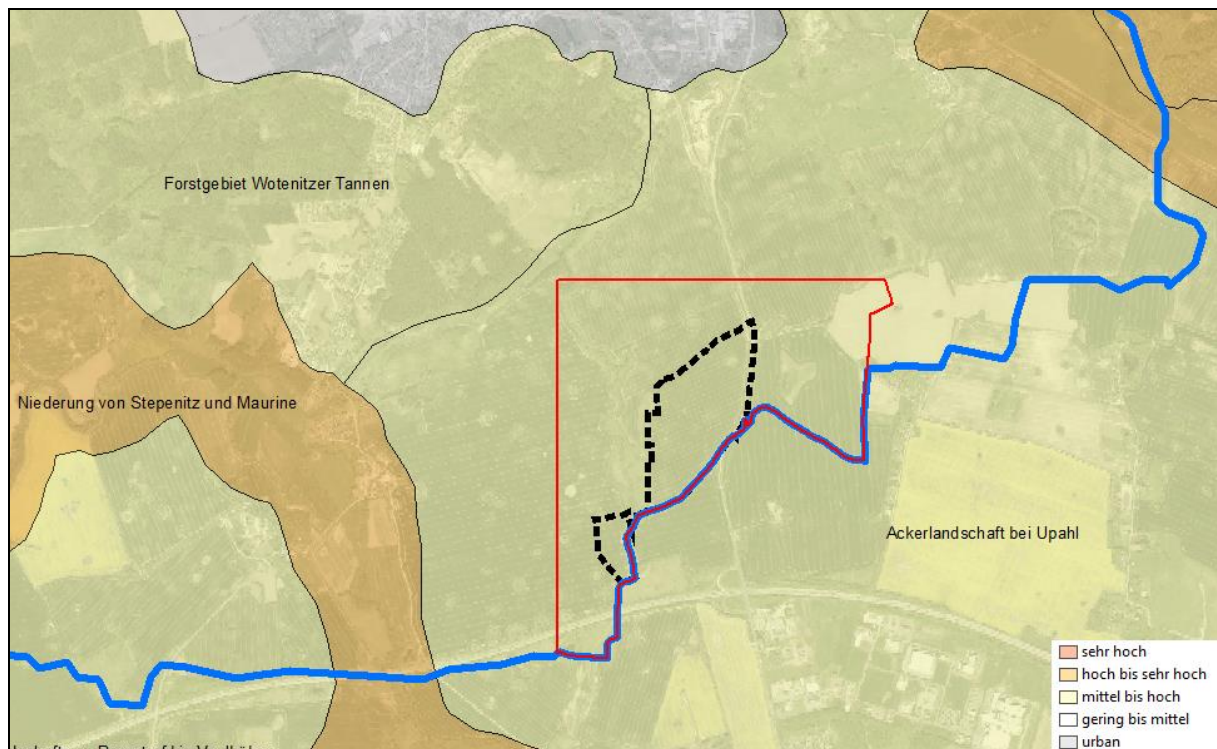 Forstgebiet Wotenitzer Tannen
Niederung von Stepenitz und Maurine
Ackerlandschaft bei Upahl
sehr hoch
hoch bis sehr hoch
mittel bis hoch
gering bis mittel
urban